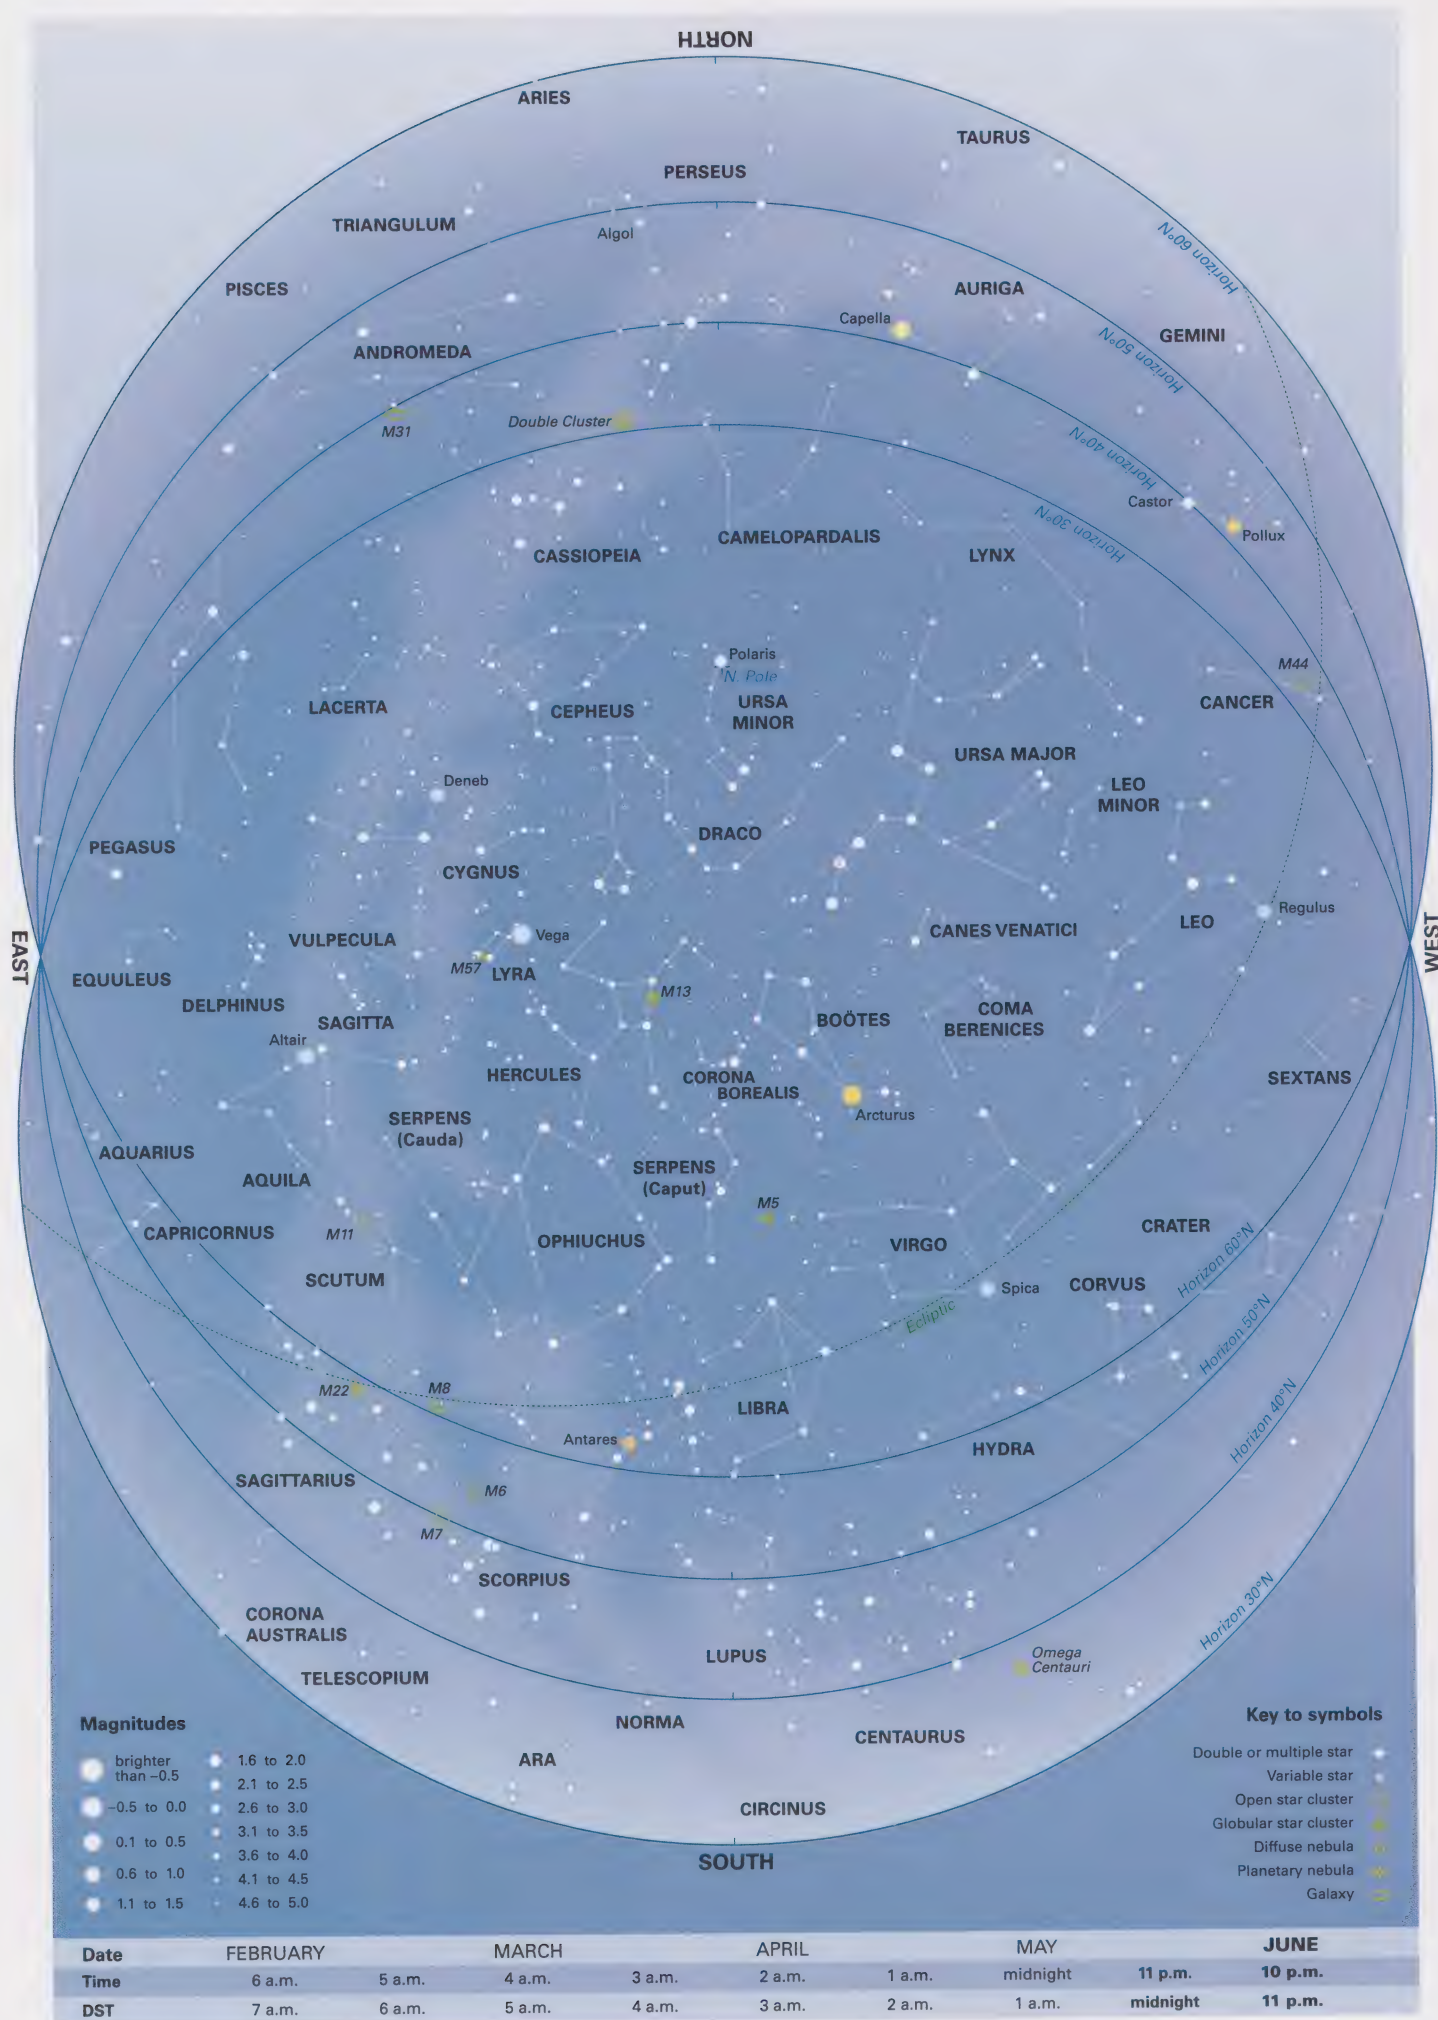 NORTH
ARIES
TAURUS
PERSEUS
TRIANGULUM
Algol
Horizon 60°N
PISCES
AURIGA
Capella
GEMINI
ANDROMEDA
Horizon 50°N
M31
Double Cluster
Horizon 40°N
Castor
Pollux
Horizon 30°N
CASSIOPEIA
CAMELOPARDALIS
LYNX
Polaris
N. Pole
M44
LACERTA
CEPHEUS
URSA
MINOR
CANCER
URSA MAJOR
Deneb
LEO
MINOR
DRACO
PEGASUS
CYGNUS
Regulus
LEO
EAST
WEST
VULPECULA
Vega
CANES VENATICI
M57
LYRA
EQUULEUS
M13
DELPHINUS
SAGITTA
BOÖTES
COMA
BERENICES
Altair
HERCULES
CORONA
BOREALIS
SEXTANS
SERPENS
(Cauda)
Arcturus
AQUARIUS
AQUILA
SERPENS
(Caput)
M5
CAPRICORNUS
M11
OPHIUCHUS
VIRGO
CRATER
SCUTUM
Spica
CORVUS
Horizon 60°N
Ecliptic
Horizon 50°N
M22
M8
LIBRA
Antares
HYDRA
Horizon 40°N
SAGITTARIUS
M6
M7
SCORPIUS
Horizon 30°N
CORONA
AUSTRALIS
LUPUS
Omega
Centauri
TELESCOPIUM
NORMA
CENTAURUS
ARA
CIRCINUS
SOUTH
Magnitudes
brighter
than –0.5
–0.5 to 0.0
0.1 to 0.5
0.6 to 1.0
1.1 to 1.5
1.6 to 2.0
2.1 to 2.5
2.6 to 3.0
3.1 to 3.5
3.6 to 4.0
4.1 to 4.5
4.6 to 5.0
Key to symbols
Double or multiple star
Variable star
Open star cluster
Globular star cluster
Diffuse nebula
Planetary nebula
Galaxy
Date FEBRUARY MARCH APRIL MAY JUNE
Time 6 a.m. 5 a.m. 4 a.m. 3 a.m. 2 a.m. 1 a.m. midnight 11 p.m. 10 p.m.
DST 7 a.m. 6 a.m. 5 a.m. 4 a.m. 3 a.m. 2 a.m. 1 a.m. midnight 11 p.m.